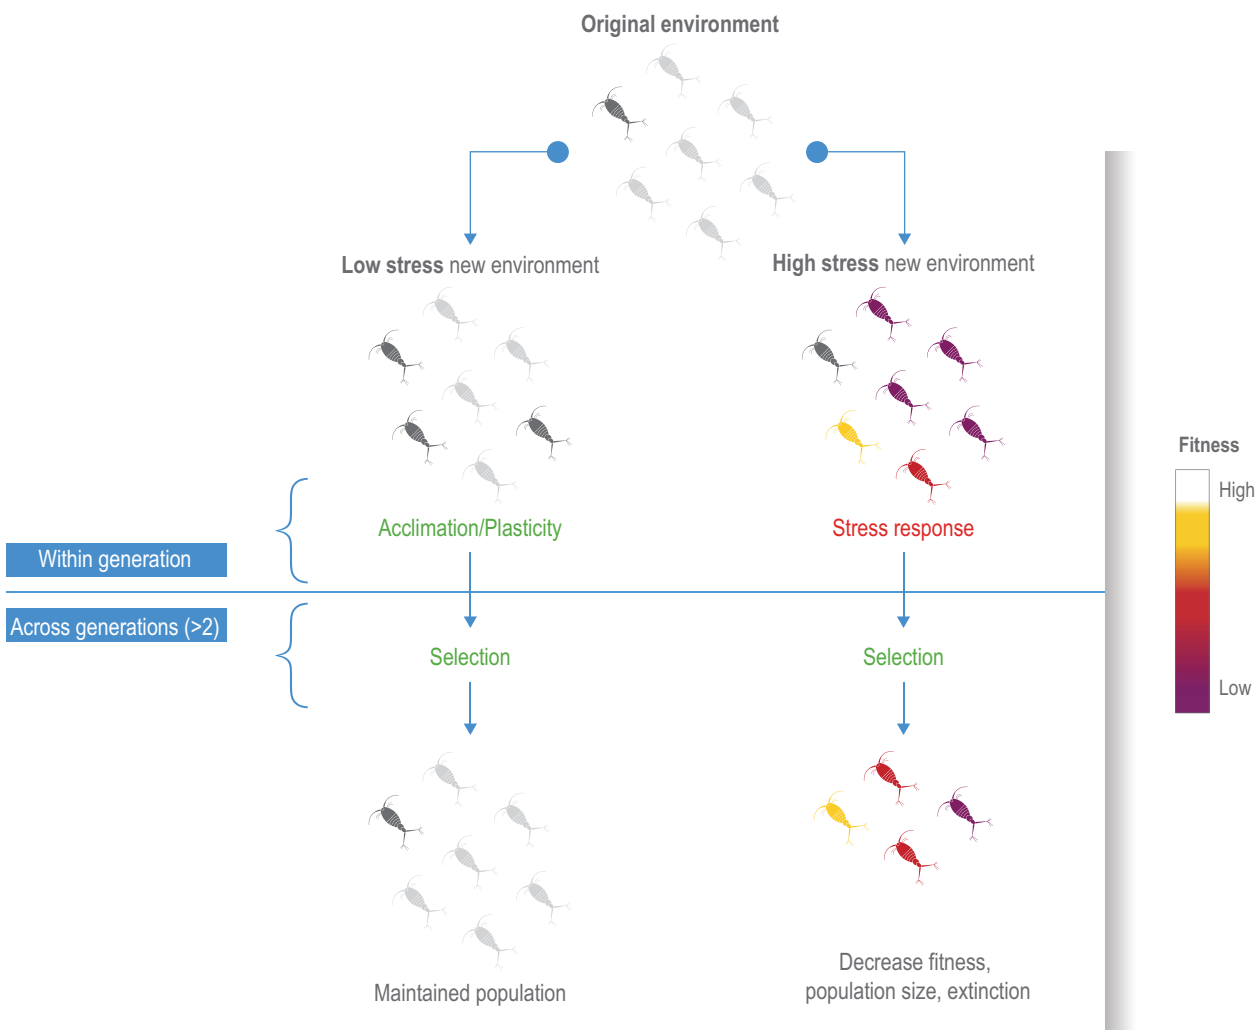 Original environment
Low stress new environment
High stress new environment
Fitness
High
Low
Acclimation/Plasticity
Stress response
Within generation
Across generations (>2)
Selection
Selection
Maintained population
Decrease fitness,
population size, extinction